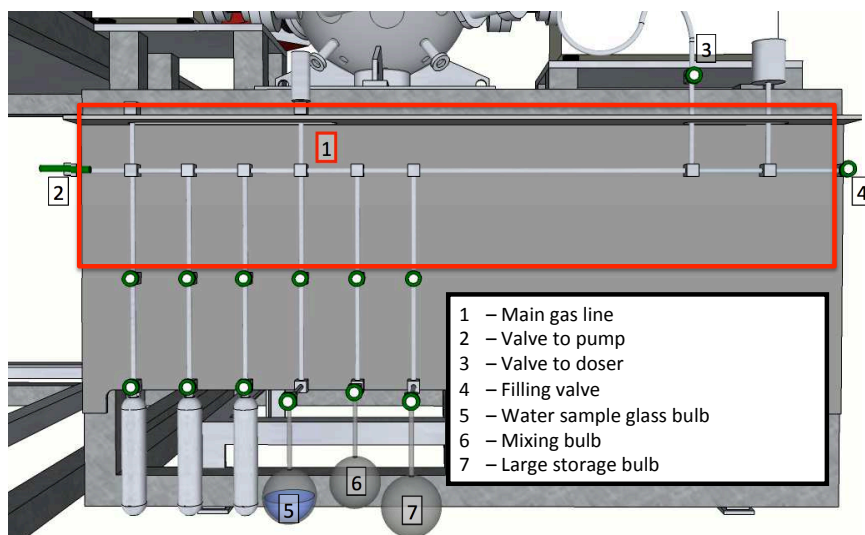 3
1
2
4
1 – Main gas line
2 – Valve to pump
3 – Valve to doser
4 – Filling valve
5 – Water sample glass bulb
6 – Mixing bulb
7 – Large storage bulb
6
5
7